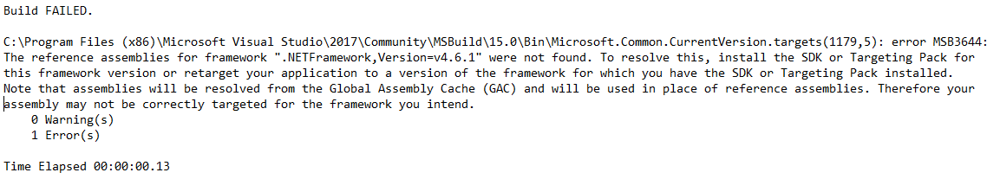 Build FAILED.
C:\Program Files (x86)\Microsoft Visual Studio\2017\Community\MSBuild\15.0\Bin\Microsoft.Common.CurrentVersion.targets(1179,5): error MSB3644:
The reference assemblies for framework ".NETFramework,Version=v4.6.1" were not found. To resolve this, install the SDK or Targeting Pack for
this framework version or retarget your application to a version of the framework for which you have the SDK or Targeting Pack installed.
Note that assemblies will be resolved from the Global Assembly Cache (GAC) and will be used in place of reference assemblies. Therefore your
assembly may not be correctly targeted for the framework you intend.
    0 Warning(s)
    1 Error(s)
Time Elapsed 00:00:00.13